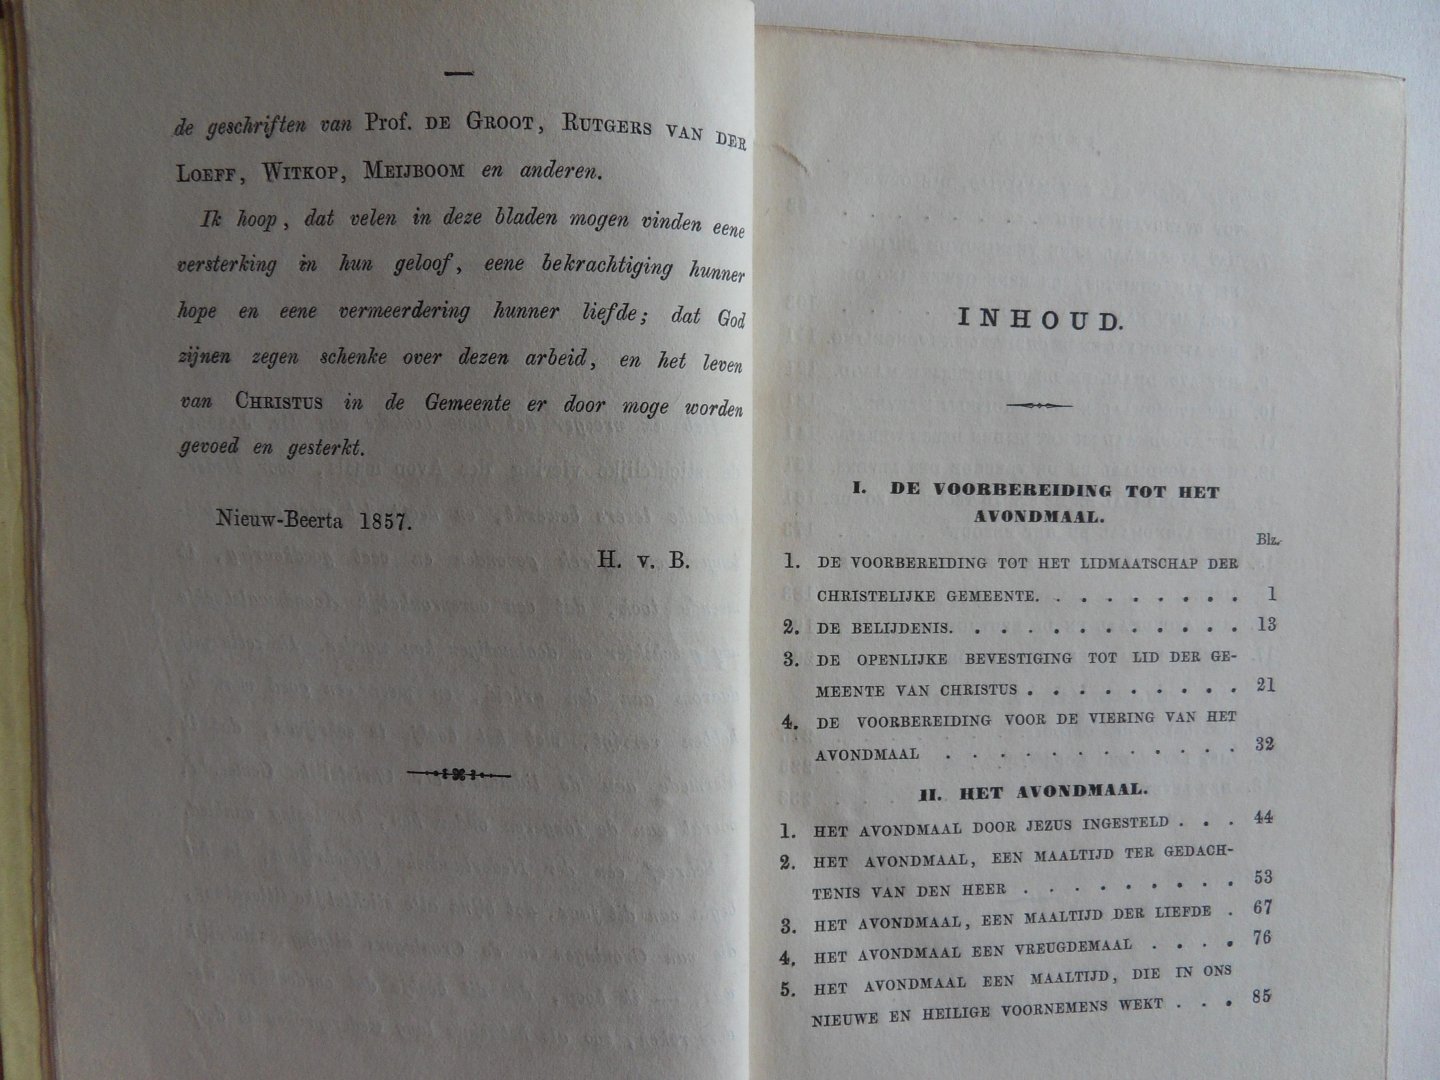 de geschriften van Prof. DE GROOT, RUTGERS VAN DER
LOEFF, WITKOP, MEIJBOOM en anderen.
Ik hoop, dat velen in deze bladen mogen vinden eene
versterking in hun geloof, eene bekrachtiging hunner
hope en eene vermeerdering hunner liefde; dat God
zijnen zegen schenke over dezen arbeid, en het leven
van CHRISTUS in de Gemeente er door moge worden
gevoed en gesterkt.
Nieuw-Beerta 1857.
H. v. B.
INHOUD.
I. DE VOORBEREIDING TOT HET
AVONDMAAL.
Blz.
1. DE VOORBEREIDING TOT HET LIDMAATSCHAP DER
CHRISTELIJKE GEMEENTE. . . . . . . . . 1
2. DE BELIJDENIS. . . . . . . . . . . . 13
3. DE OPENLIJKE BEVESTIGING TOT LID DER GE-
MEENTE VAN CHRISTUS . . . . . . . . . 21
4. DE VOORBEREIDING VOOR DE VIERING VAN HET
AVONDMAAL . . . . . . . . . . . . 32
II. HET AVONDMAAL.
1. HET AVONDMAAL DOOR JEZUS INGESTELD . . . 44
2. HET AVONDMAAL, EEN MAALTIJD TER GEDACH-
TENIS VAN DEN HEER . . . . . . . . . 53
3. HET AVONDMAAL, EEN MAALTIJD DER LIEFDE . 67
4. HET AVONDMAAL EEN VREUGDEMAAL . . . . 76
5. HET AVONDMAAL EEN MAALTIJD, DIE IN ONS
NIEUWE EN HEILIGE VOORNEMENS WEKT . . . 85